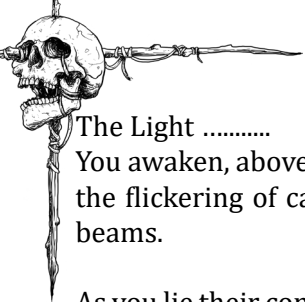 The Light ...........
You awaken, above
the flickering of ca
beams.
As you lie their con